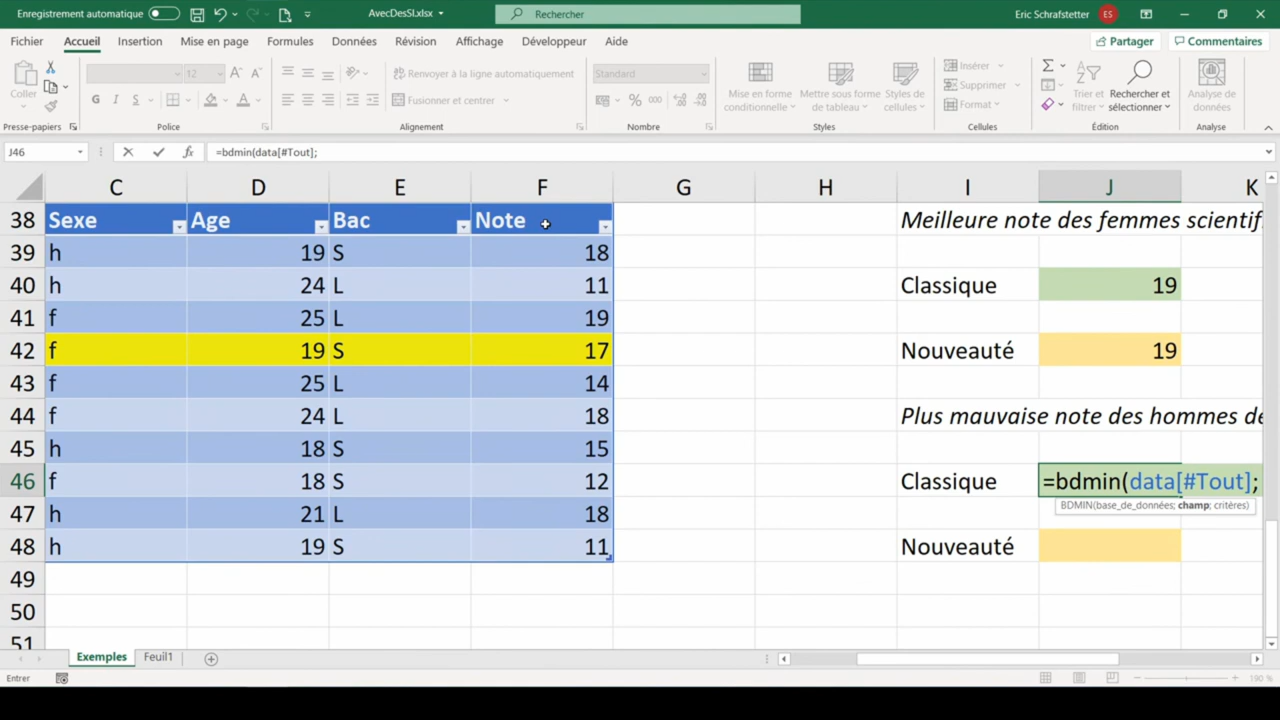 Enregistrement automatique AvecDesSI.xlsx Rechercher Eric Schrafstetter ES
Fichier Accueil Insertion Mise en page Formules Données Révision Affichage Développeur Aide Partager Commentaires
Coller
Presse-papiers
12 A A
G I S A
Police
Renvoyer à la ligne automatiquement
Fusionner et centrer
Alignement
Standard
% 000
Nombre
Mise en forme conditionnelle
Mettre sous forme de tableau
Styles de cellules
Styles
Insérer
Supprimer
Format
Cellules
Trier et filtrer
Rechercher et sélectionner
Édition
Analyse de données
Analyse
J46 fx =bdmin(data[#Tout];
C D E F G H I J K
38 Sexe Age Bac Note Meilleure note des femmes scientif
39 h 19 S 18
40 h 24 L 11 Classique 19
41 f 25 L 19
42 f 19 S 17 Nouveauté 19
43 f 25 L 14
44 f 24 L 18 Plus mauvaise note des hommes de
45 h 18 S 15
46 f 18 S 12 Classique =bdmin(data[#Tout];
BDMIN(base_de_données; champ; critères)
47 h 21 L 18
48 h 19 S 11 Nouveauté
49
50
51
Exemples Feuil1
Entrer 190 %